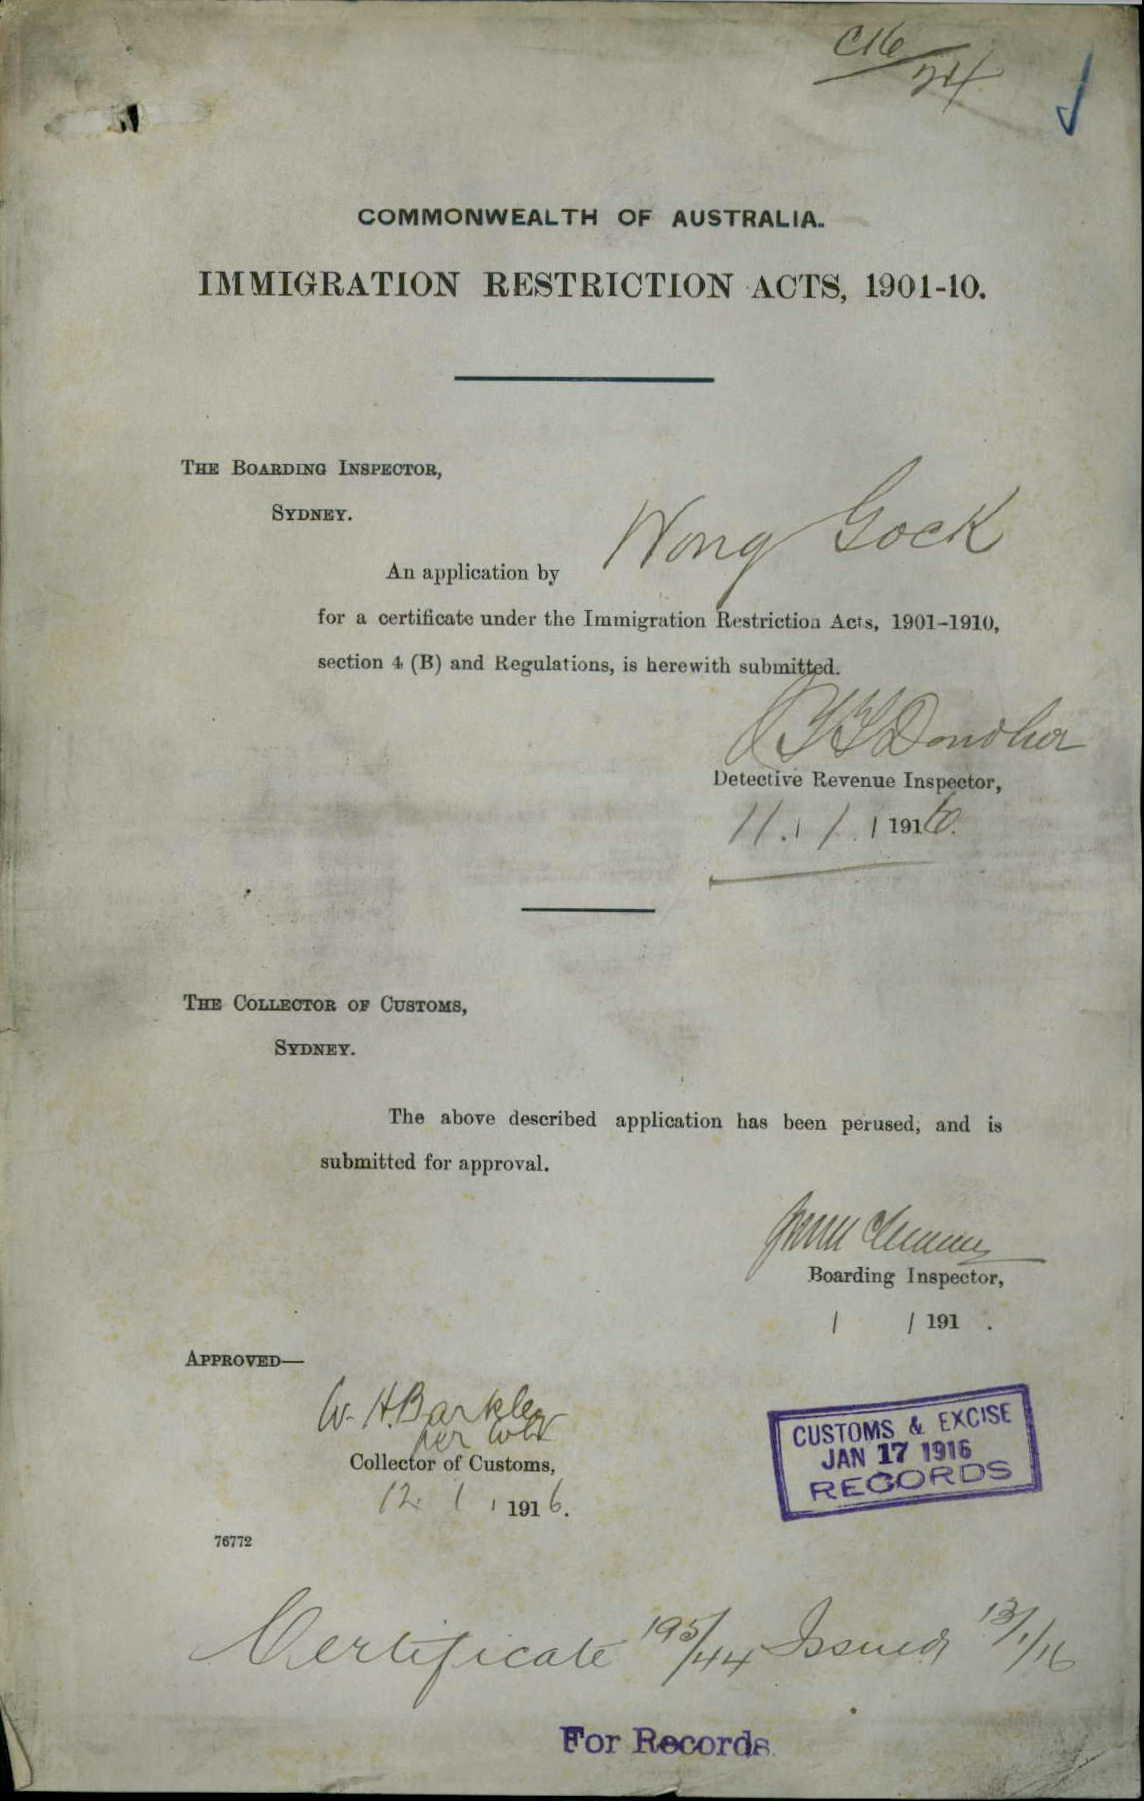 C16/24
COMMONWEALTH OF AUSTRALIA.
IMMIGRATION RESTRICTION ACTS, 1901-10.
THE BOARDING INSPECTOR,
SYDNEY.
An application by Wong Gock
for a certificate under the Immigration Restriction Acts, 1901-1910,
section 4 (B) and Regulations, is herewith submitted.
Donohoe
Detective Revenue Inspector,
11 / 1 / 1916.
THE COLLECTOR OF CUSTOMS,
SYDNEY.
The above described application has been perused, and is
submitted for approval.
Boarding Inspector,
/ / 191 .
APPROVED—
W. H. Barkley
per
Collector of Customs,
12 / 1 / 1916.
CUSTOMS & EXCISE
JAN 17 1916
RECORDS
76772
Certificate 195/44 Issued 13/1/16
For Records